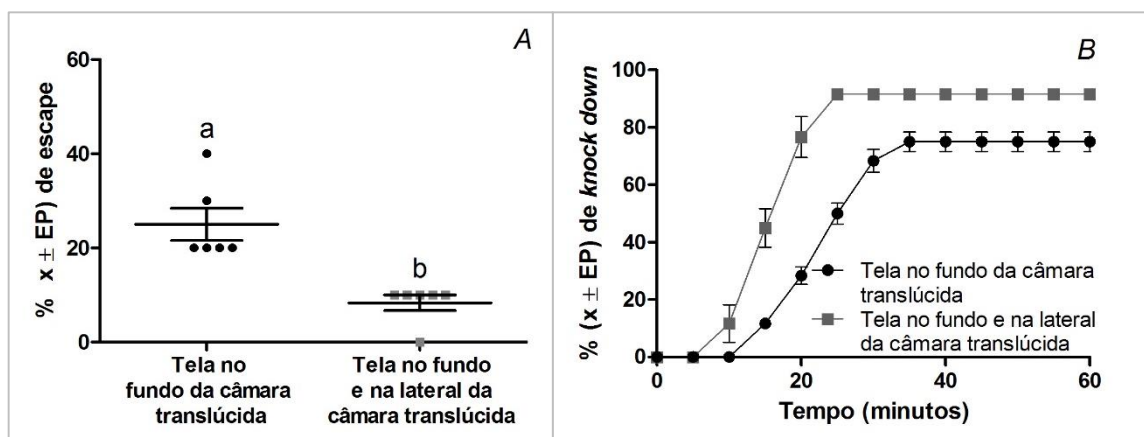 A
60
40
20
0
% x ± EP) de escape
a
b
Tela no
fundo da câmara
translúcida
Tela no fundo
e na lateral da
câmara translúcida
B
100
80
60
40
20
0
% (x ± EP) de knock down
Tela no fundo da câmara
translúcida
Tela no fundo e na lateral
da câmara translúcida
0
20
40
60
Tempo (minutos)